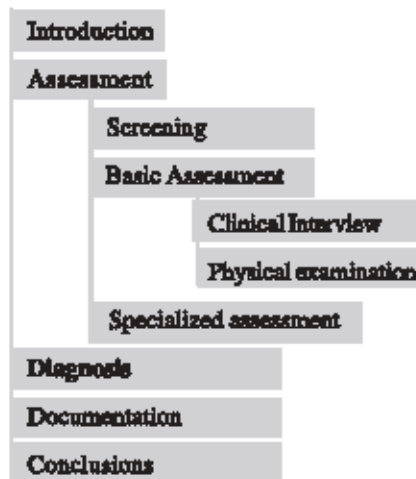 Introduction
Assessment
Screening
Basic Assessment
Clinical Interview
Physical examination
Specialized assessment
Diagnosis
Documentation
Conclusions